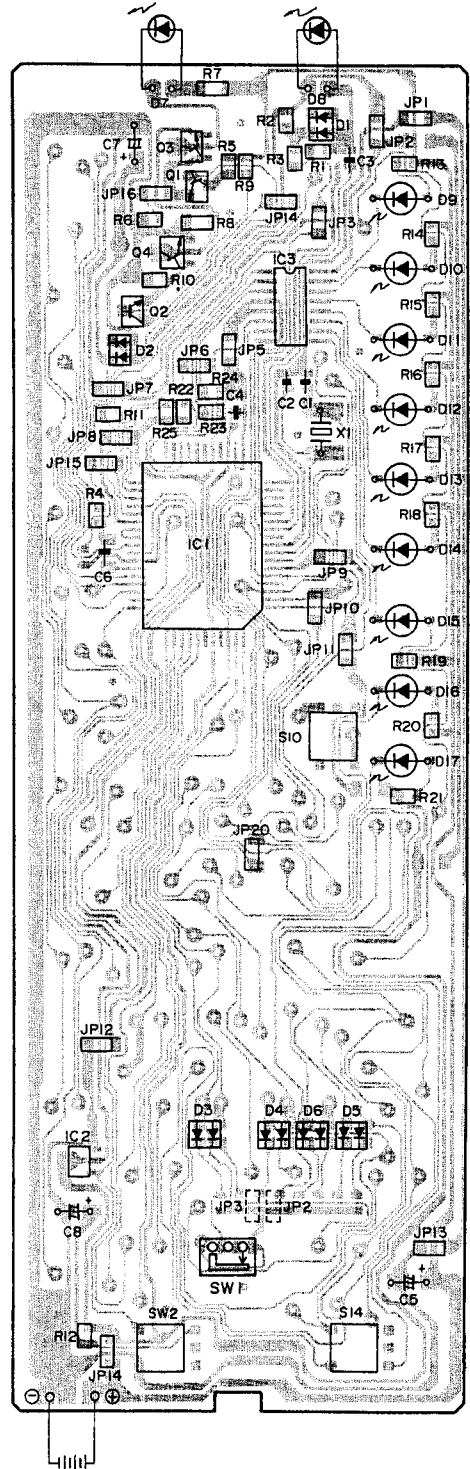 R7
D7
D8
R2
D1
JP1
JP2
C7
+
Q3
R5
R3
R1
C3
R13
Q1
R9
JP16
JP14
D9
R6
R8
JP3
R14
Q4
IC3
D10
R10
R15
Q2
D11
D2
JP6
JP5
R16
JP7
R24
C4
C2
C1
D12
R11
R22
R25
R23
X1
JP8
R17
JP15
D13
R4
R18
IC1
D14
C6
JP9
JP10
D15
JP11
R19
D16
S10
R20
D17
R21
JP20
JP12
D3
D4
D6
D5
IC2
JP3
JP2
+
C8
JP13
SW1
+
C5
R12
SW2
S14
JP14
⊖
⊕